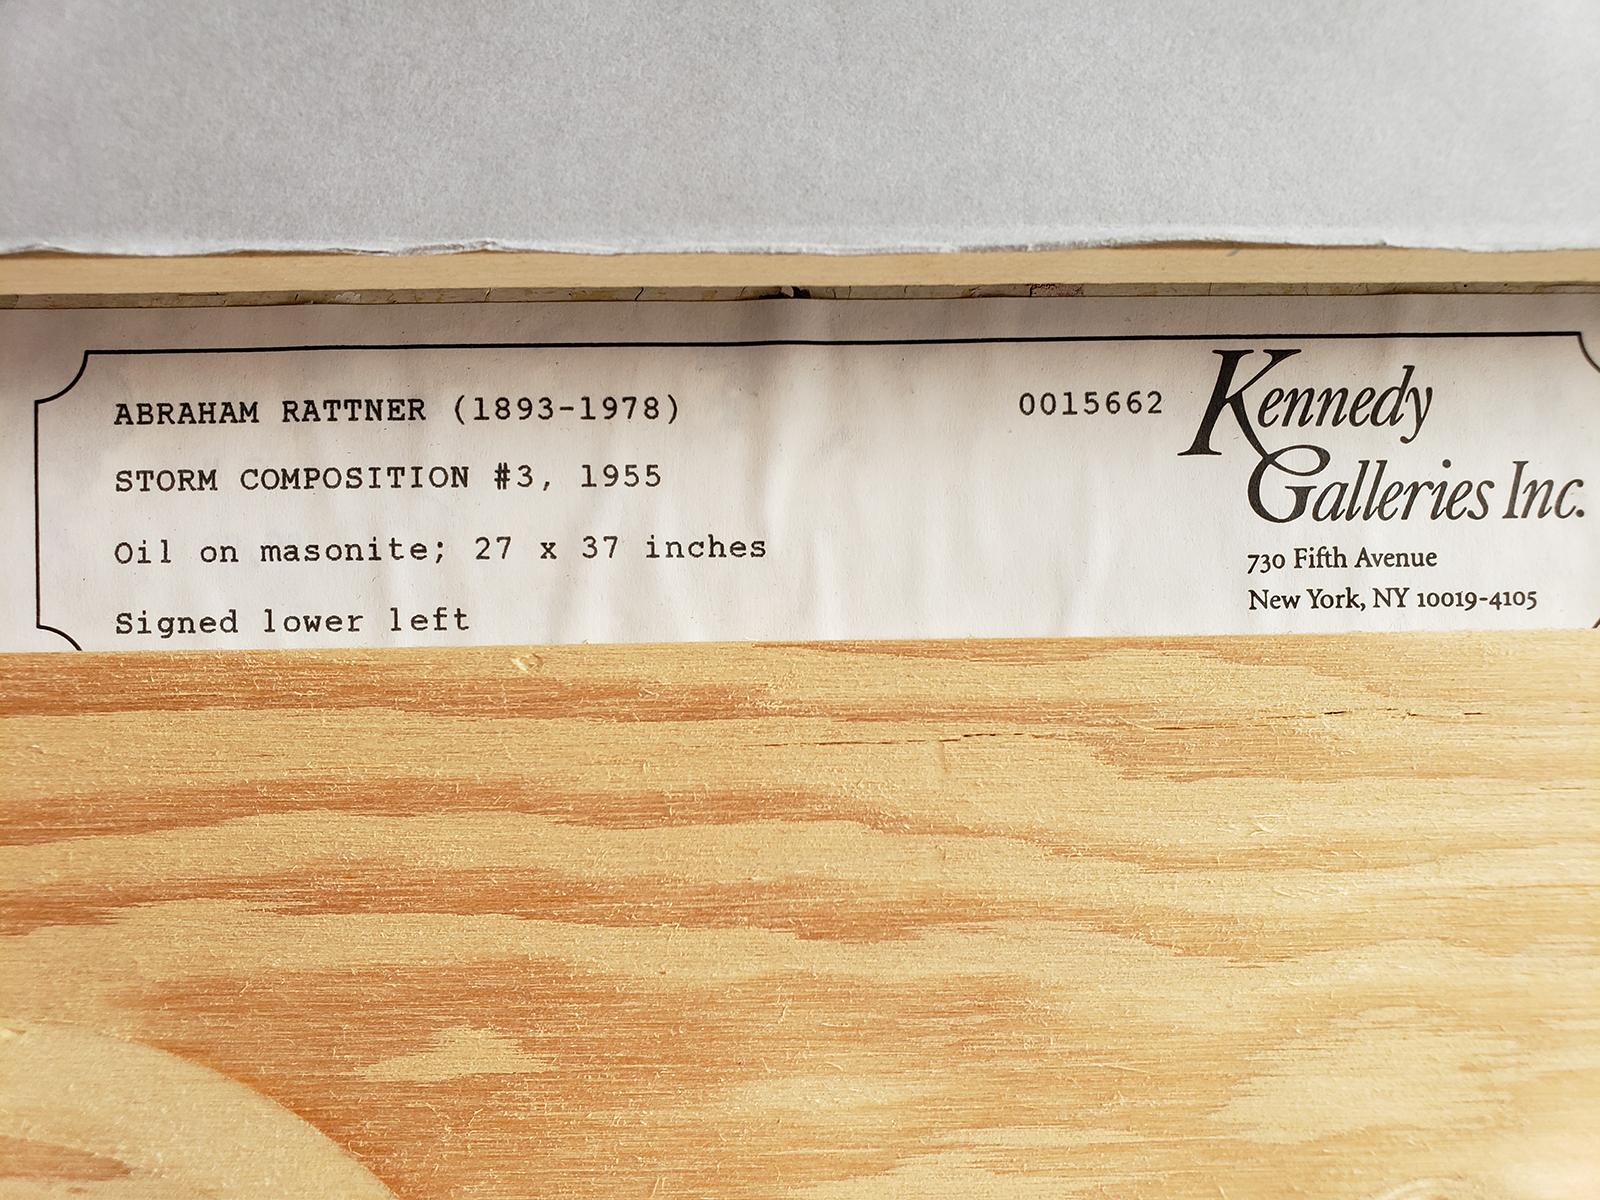 ABRAHAM RATTNER (1893-1978)
STORM COMPOSITION #3, 1955
Oil on masonite; 27 x 37 inches
Signed lower left
0015662
Kennedy
Galleries Inc.
730 Fifth Avenue
New York, NY 10019-4105